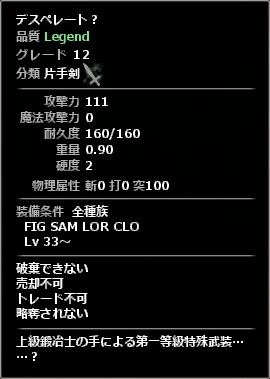 デスペレート?
品質 Legend
グレード 12
分類 片手剣
攻撃力 111
魔法攻撃力 0
耐久度 160/160
重量 0.90
硬度 2
物理属性 斬0 打0 突100
装備条件 全種族
FIG SAM LOR CLO
Lv 33～
破棄できない
売却不可
トレード不可
略奪されない
上級鍛冶士の手による第一等級特殊武装…
…?